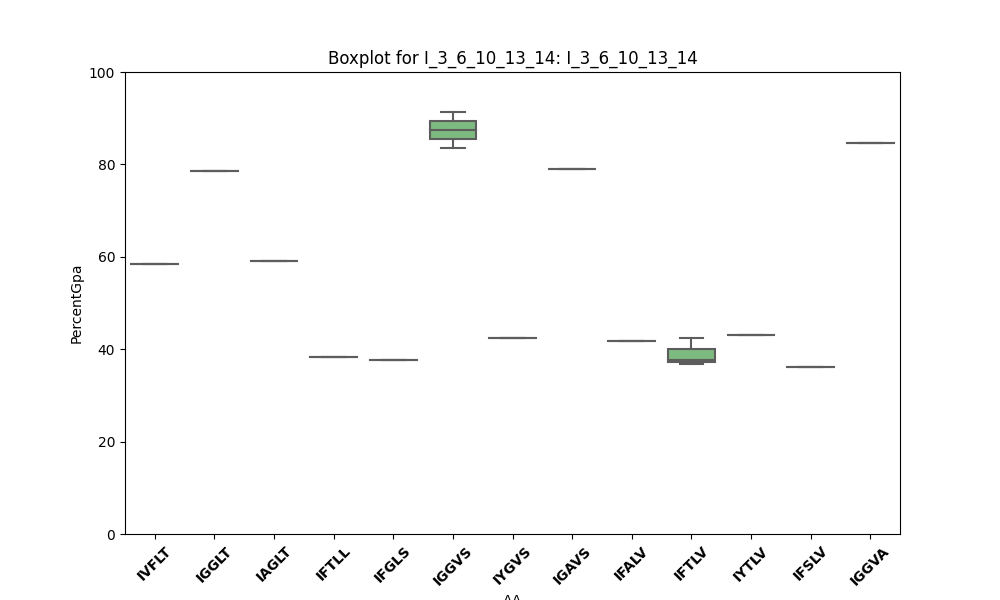 Boxplot for I_3_6_10_13_14: I_3_6_10_13_14
100
80
60
40
20
0
PercentGpa
IVFLT
IGGLT
IAGLT
IFTLL
IFGLS
IGGVS
IYGVS
IGAVS
IFALV
IFTLV
IYTLV
IFSLV
IGGVA
AA